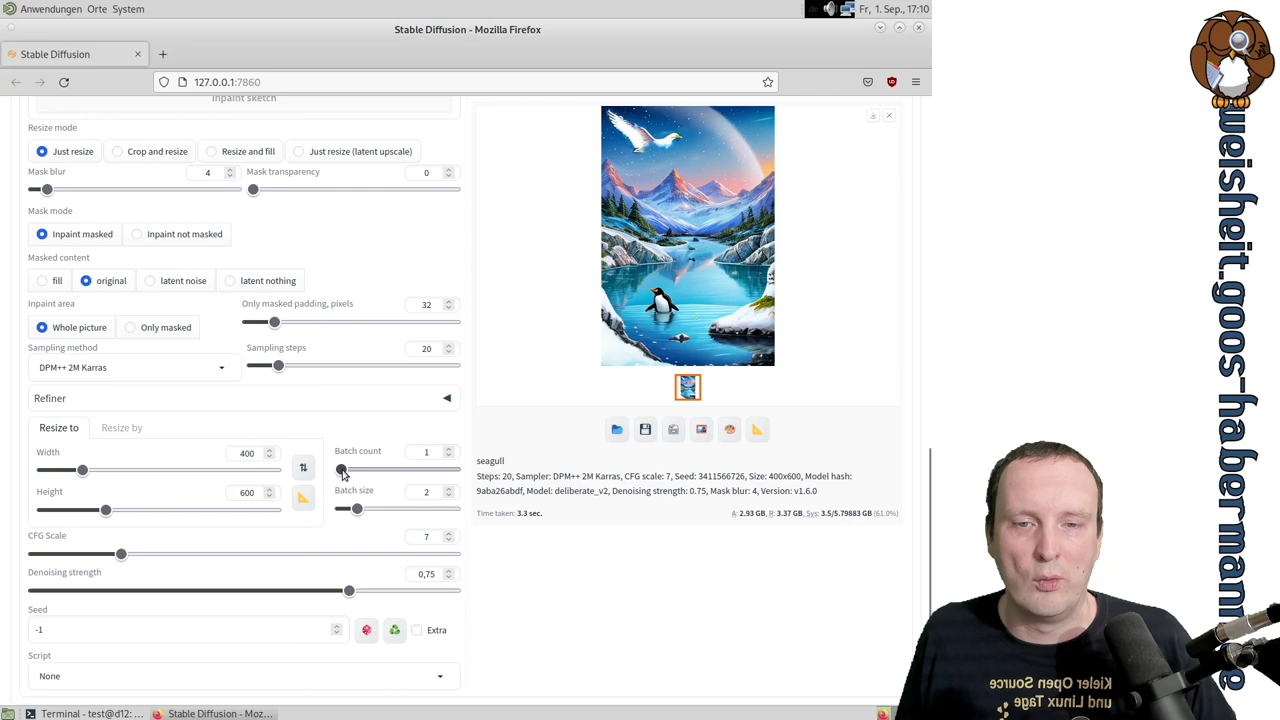 Anwendungen Orte System
de
Fr, 1. Sep., 17:10
Stable Diffusion - Mozilla Firefox
Stable Diffusion
127.0.0.1:7860
Inpaint sketch
Resize mode
Just resize
Crop and resize
Resize and fill
Just resize (latent upscale)
Mask blur
4
Mask transparency
0
Mask mode
Inpaint masked
Inpaint not masked
Masked content
fill
original
latent noise
latent nothing
Inpaint area
Only masked padding, pixels
32
Whole picture
Only masked
Sampling method
Sampling steps
20
DPM++ 2M Karras
Refiner
Resize to
Resize by
Width
400
Height
600
Batch count
1
Batch size
2
CFG Scale
7
Denoising strength
0,75
Seed
-1
Extra
Script
None
seagull
Steps: 20, Sampler: DPM++ 2M Karras, CFG scale: 7, Seed: 3411566726, Size: 400x600, Model hash:
9aba26abdf, Model: deliberate_v2, Denoising strength: 0.75, Mask blur: 4, Version: v1.6.0
Time taken: 3.3 sec.
A: 2.93 GB, R: 3.37 GB, Sys: 3.5/5.79883 GB (61.0%)
Terminal - test@d12: ...
Stable Diffusion - Moz...
weisheit.goos-habermann.de
Kieler Open Source
und Linux Tage